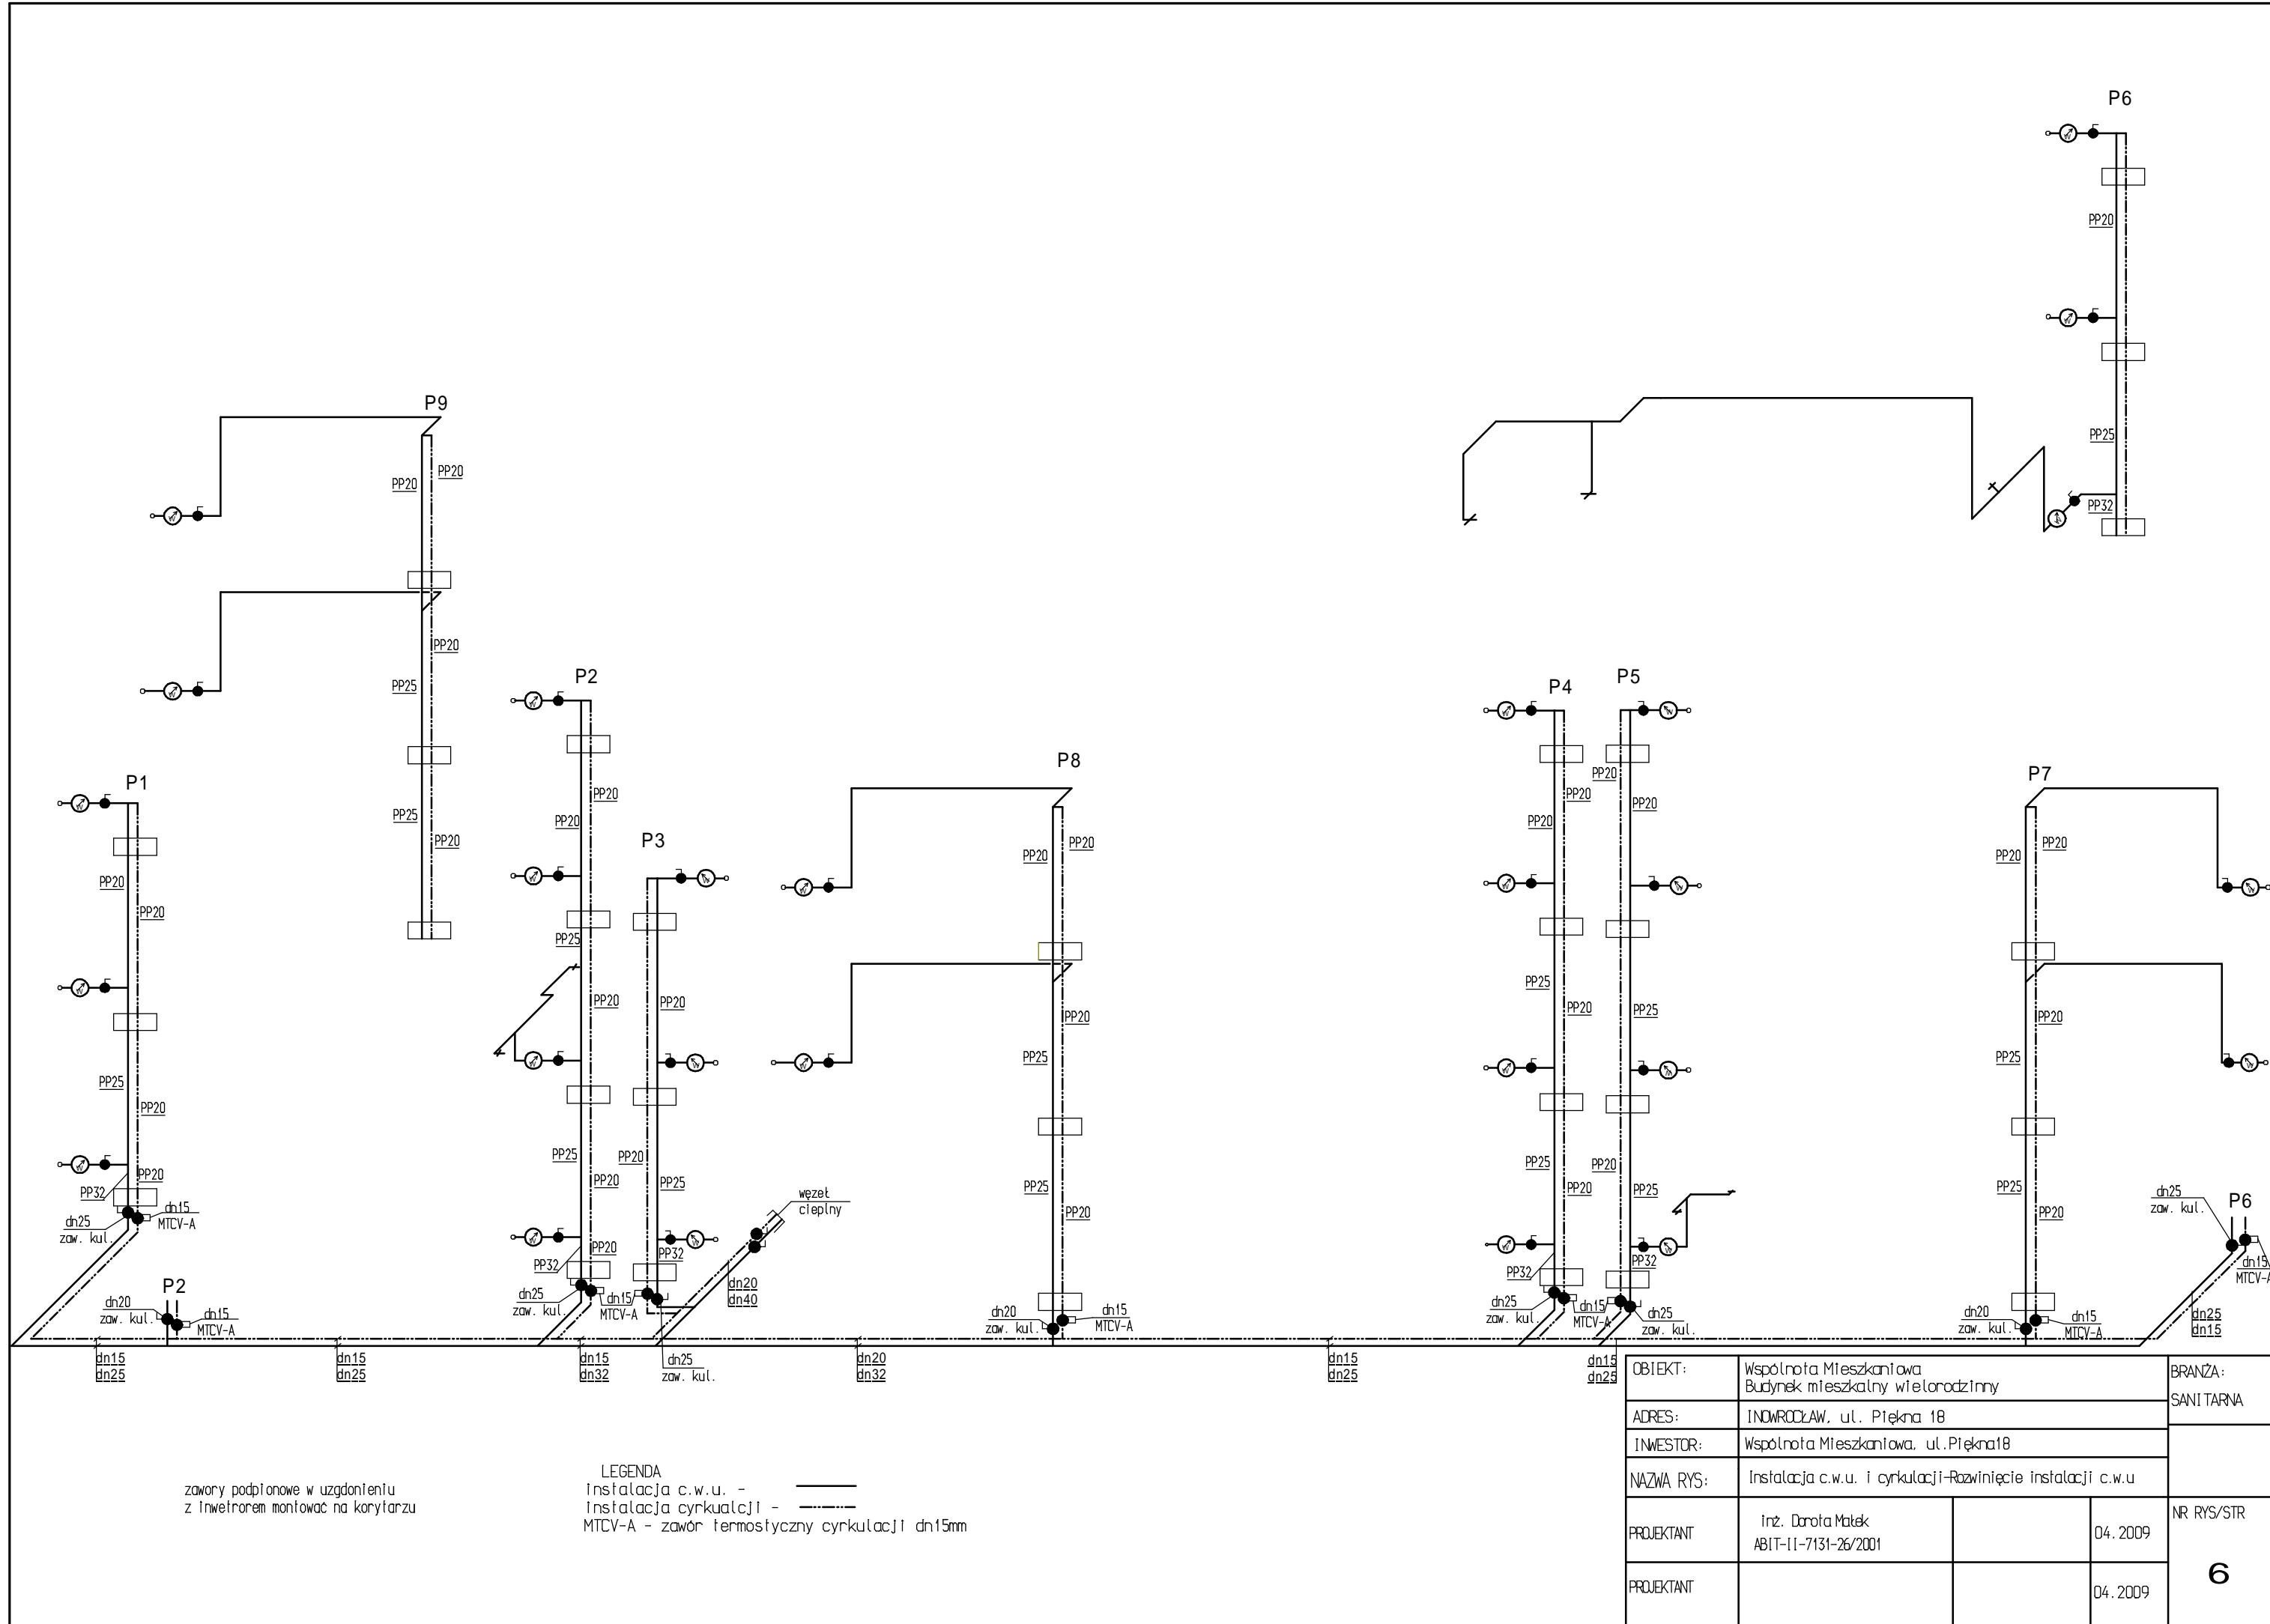 P6
PP20
PP25
PP32
P9
PP20
PP20
PP20
PP25
PP25
PP20
P1
PP20
PP20
PP25
PP20
PP20
PP32
dn25
zaw. kul.
dn15
MTCV-A
P2
dn20
zaw. kul.
dn15
MTCV-A
P2
PP20
PP20
PP25
PP20
PP25
PP20
PP20
PP32
dn25
zaw. kul.
dn15
MTCV-A
P3
PP20
PP20
PP25
PP32
dn25
zaw. kul.
węzeł
cieplny
dn20
dn40
P8
PP20
PP20
PP20
PP25
PP25
PP20
dn20
zaw. kul.
dn15
MTCV-A
P4
PP20
PP20
PP25
PP20
PP25
PP20
PP32
dn25
zaw. kul.
dn15
MTCV-A
P5
PP20
PP20
PP25
PP20
PP25
PP32
dn25
zaw. kul.
P7
PP20
PP20
PP20
PP25
PP25
PP20
dn20
zaw. kul.
dn15
MTCV-A
dn25
zaw. kul.
P6
dn15
MTCV-A
dn25
dn15
dn15
dn25
dn15
dn25
dn15
dn32
dn20
dn32
dn15
dn25
dn15
dn25
zawory podpionowe w uzgdonieniu
z inwetrorem montować na korytarzu
LEGENDA
instalacja c.w.u. -
instalacja cyrkualcji -
MTCV-A - zawór termostyczny cyrkulacji dn15mm
OBIEKT:
Wspólnota Mieszkaniowa
Budynek mieszkalny wielorodzinny
BRANŻA:
SANITARNA
ADRES:
INOWROCŁAW, ul. Piękna 18
INWESTOR:
Wspólnota Mieszkaniowa, ul.Piękna18
NAZWA RYS:
Instalacja c.w.u. i cyrkulacji-Rozwinięcie instalacji c.w.u
PROJEKTANT
inż. Dorota Małek
ABIT-II-7131-26/2001
04.2009
NR RYS/STR
6
PROJEKTANT
04.2009